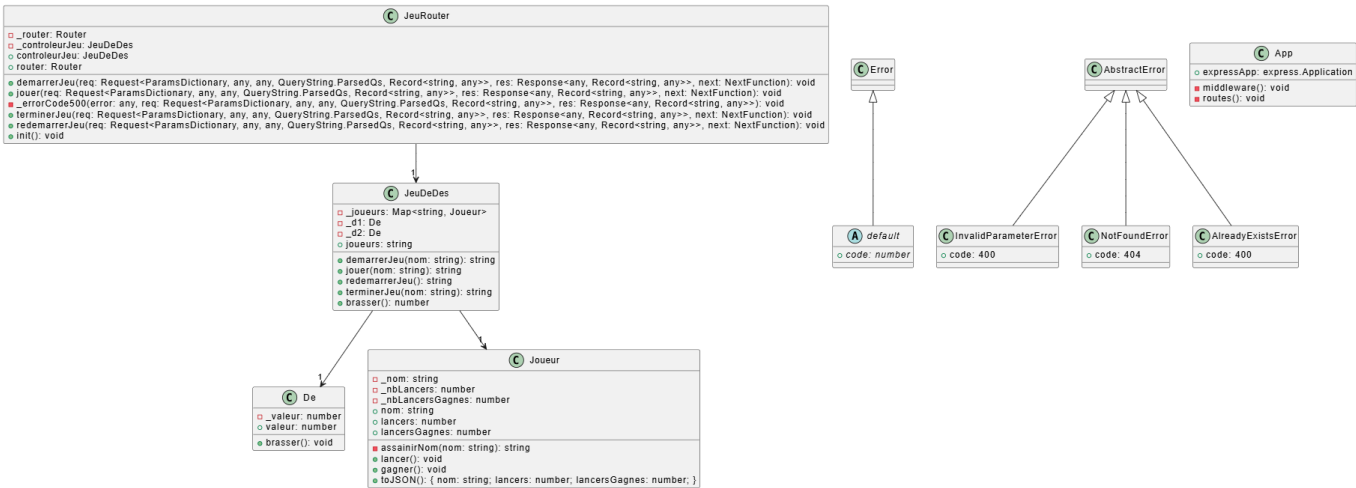 C JeuRouter
_router: Router
_controleurJeu: JeuDeDes
controleurJeu: JeuDeDes
router: Router
demarrerJeu(req: Request<ParamsDictionary, any, any, QueryString.ParsedQs, Record<string, any>>, res: Response<any, Record<string, any>>, next: NextFunction): void
jouer(req: Request<ParamsDictionary, any, any, QueryString.ParsedQs, Record<string, any>>, res: Response<any, Record<string, any>>, next: NextFunction): void
_errorCode500(error: any, req: Request<ParamsDictionary, any, any, QueryString.ParsedQs, Record<string, any>>, res: Response<any, Record<string, any>>): void
terminerJeu(req: Request<ParamsDictionary, any, any, QueryString.ParsedQs, Record<string, any>>, res: Response<any, Record<string, any>>, next: NextFunction): void
redemarrerJeu(req: Request<ParamsDictionary, any, any, QueryString.ParsedQs, Record<string, any>>, res: Response<any, Record<string, any>>, next: NextFunction): void
init(): void
1
C JeuDeDes
_joueurs: Map<string, Joueur>
_d1: De
_d2: De
joueurs: string
demarrerJeu(nom: string): string
jouer(nom: string): string
redemarrerJeu(): string
terminerJeu(nom: string): string
brasser(): number
1
1
C De
_valeur: number
valeur: number
brasser(): void
C Joueur
_nom: string
_nbLancers: number
_nbLancersGagnes: number
nom: string
lancers: number
lancersGagnes: number
assainirNom(nom: string): string
lancer(): void
gagner(): void
toJSON(): { nom: string; lancers: number; lancersGagnes: number; }
C Error
A default
code: number
C AbstractError
C InvalidParameterError
code: 400
C NotFoundError
code: 404
C AlreadyExistsError
code: 400
C App
expressApp: express.Application
middleware(): void
routes(): void